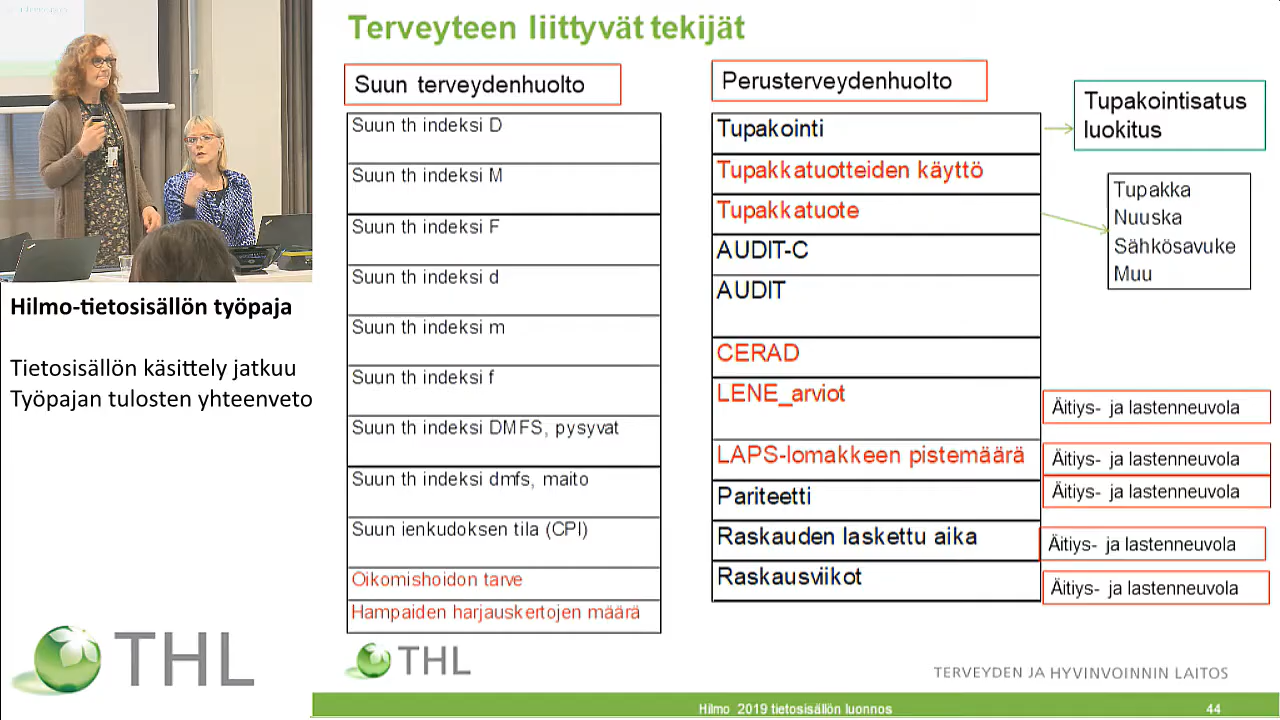 Hilmo-tietosisällön työpaja
Tietosisällön käsittely jatkuu
Työpajan tulosten yhteenveto
THL
Terveyteen liittyvät tekijät
Suun terveydenhuolto
Suun th indeksi D
Suun th indeksi M
Suun th indeksi F
Suun th indeksi d
Suun th indeksi m
Suun th indeksi f
Suun th indeksi DMFS, pysyvat
Suun th indeksi dmfs, maito
Suun ienkudoksen tila (CPI)
Oikomishoidon tarve
Hampaiden harjauskertojen määrä
Perusterveydenhuolto
Tupakointi
Tupakkatuotteiden käyttö
Tupakkatuote
AUDIT-C
AUDIT
CERAD
LENE_arviot
LAPS-lomakkeen pistemäärä
Pariteetti
Raskauden laskettu aika
Raskausviikot
Tupakointisatus
luokitus
Tupakka
Nuuska
Sähkösavuke
Muu
Äitiys- ja lastenneuvola
Äitiys- ja lastenneuvola
Äitiys- ja lastenneuvola
Äitiys- ja lastenneuvola
Äitiys- ja lastenneuvola
THL
TERVEYDEN JA HYVINVOINNIN LAITOS
Hilmo 2019 tietosisällön luonnos
44